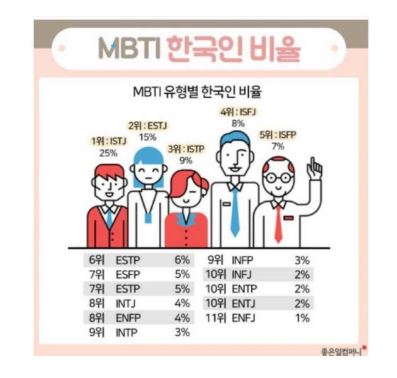 MBTI 한국인 비율
MBTI 유형별 한국인 비율
1위 : ISTJ
25%
2위 : ESTJ
15%
3위 : ISTP
9%
4위 : ISFJ
8%
5위 : ISFP
7%
6위 ESTP 6%
7위 ESFP 5%
7위 ESTP 5%
8위 INTJ 4%
8위 ENFP 4%
9위 INTP 3%
9위 INFP 3%
10위 INFJ 2%
10위 ENTP 2%
10위 ENTJ 2%
11위 ENFJ 1%
좋은일컴퍼니